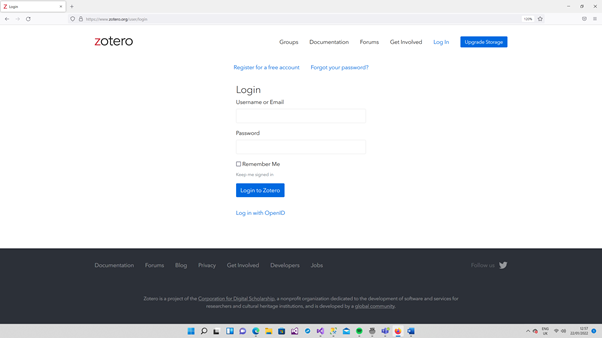 Login
https://www.zotero.org/user/login
zotero
Groups Documentation Forums Get Involved Log In Upgrade Storage
Register for a free account Forgot your password?
Login
Username or Email
Password
Remember Me
Keep me signed in
Login to Zotero
Log in with OpenID
Documentation Forums Blog Privacy Get Involved Developers Jobs Follow us
Zotero is a project of the Corporation for Digital Scholarship, a nonprofit organization dedicated to the development of software and services for
researchers and cultural heritage institutions, and is developed by a global community.
ENG 12:57
UK 22/01/2022